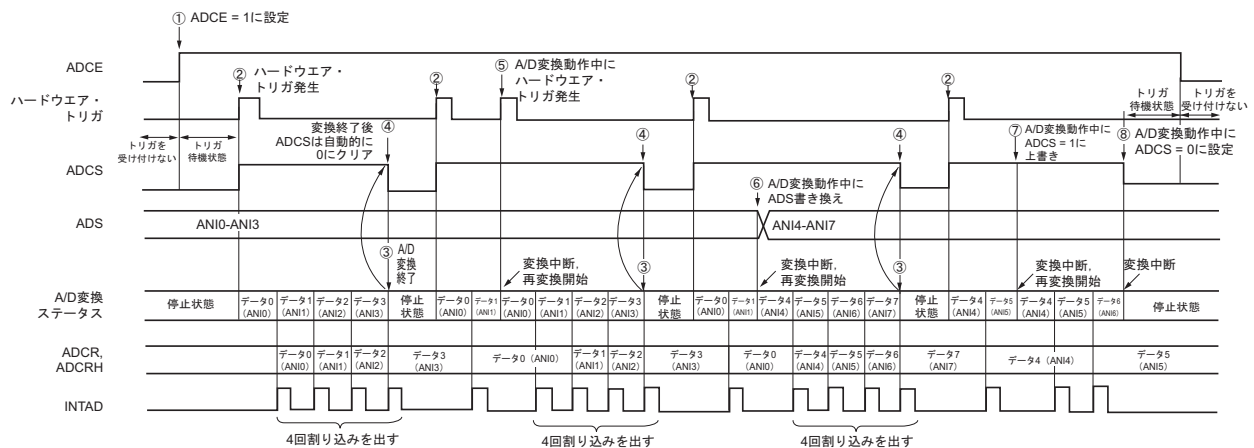 ① ADCE = 1に設定
ADCE
② ハードウエア・
トリガ発生
②
⑤ A/D変換動作中に
ハードウエア・
トリガ発生
②
②
ハードウエア・
トリガ
トリガ
待機状態
トリガを
受け付けない
トリガを
受け付けない
トリガ
待機状態
変換終了後
ADCSは自動的に
0にクリア
④
④
④
⑦ A/D変換動作中に
ADCS = 1に
上書き
⑧ A/D変換動作中に
ADCS = 0に設定
ADCS
⑥ A/D変換動作中に
ADS書き換え
ADS
ANI0-ANI3
ANI4-ANI7
③ A/D
変換
終了
変換中断,
再変換開始
③
変換中断,
再変換開始
③
変換中断,
再変換開始
変換中断
A/D変換
ステータス
停止状態
データ0
(ANI0)
データ1
(ANI1)
データ2
(ANI2)
データ3
(ANI3)
停止
状態
データ0
(ANI0)
データ1
(ANI1)
データ0
(ANI0)
データ1
(ANI1)
データ2
(ANI2)
データ3
(ANI3)
停止
状態
データ0
(ANI0)
データ1
(ANI1)
データ4
(ANI4)
データ5
(ANI5)
データ6
(ANI6)
データ7
(ANI7)
停止
状態
データ4
(ANI4)
データ5
(ANI5)
データ4
(ANI4)
データ5
(ANI5)
データ6
(ANI6)
停止状態
ADCR,
ADCRH
データ0
(ANI0)
データ1
(ANI1)
データ2
(ANI2)
データ3
(ANI3)
データ0 (ANI0)
データ1
(ANI1)
データ2
(ANI2)
データ3
(ANI3)
データ0
(ANI0)
データ4
(ANI4)
データ5
(ANI5)
データ6
(ANI6)
データ7
(ANI7)
データ4 (ANI4)
データ5
(ANI5)
INTAD
4回割り込みを出す
4回割り込みを出す
4回割り込みを出す